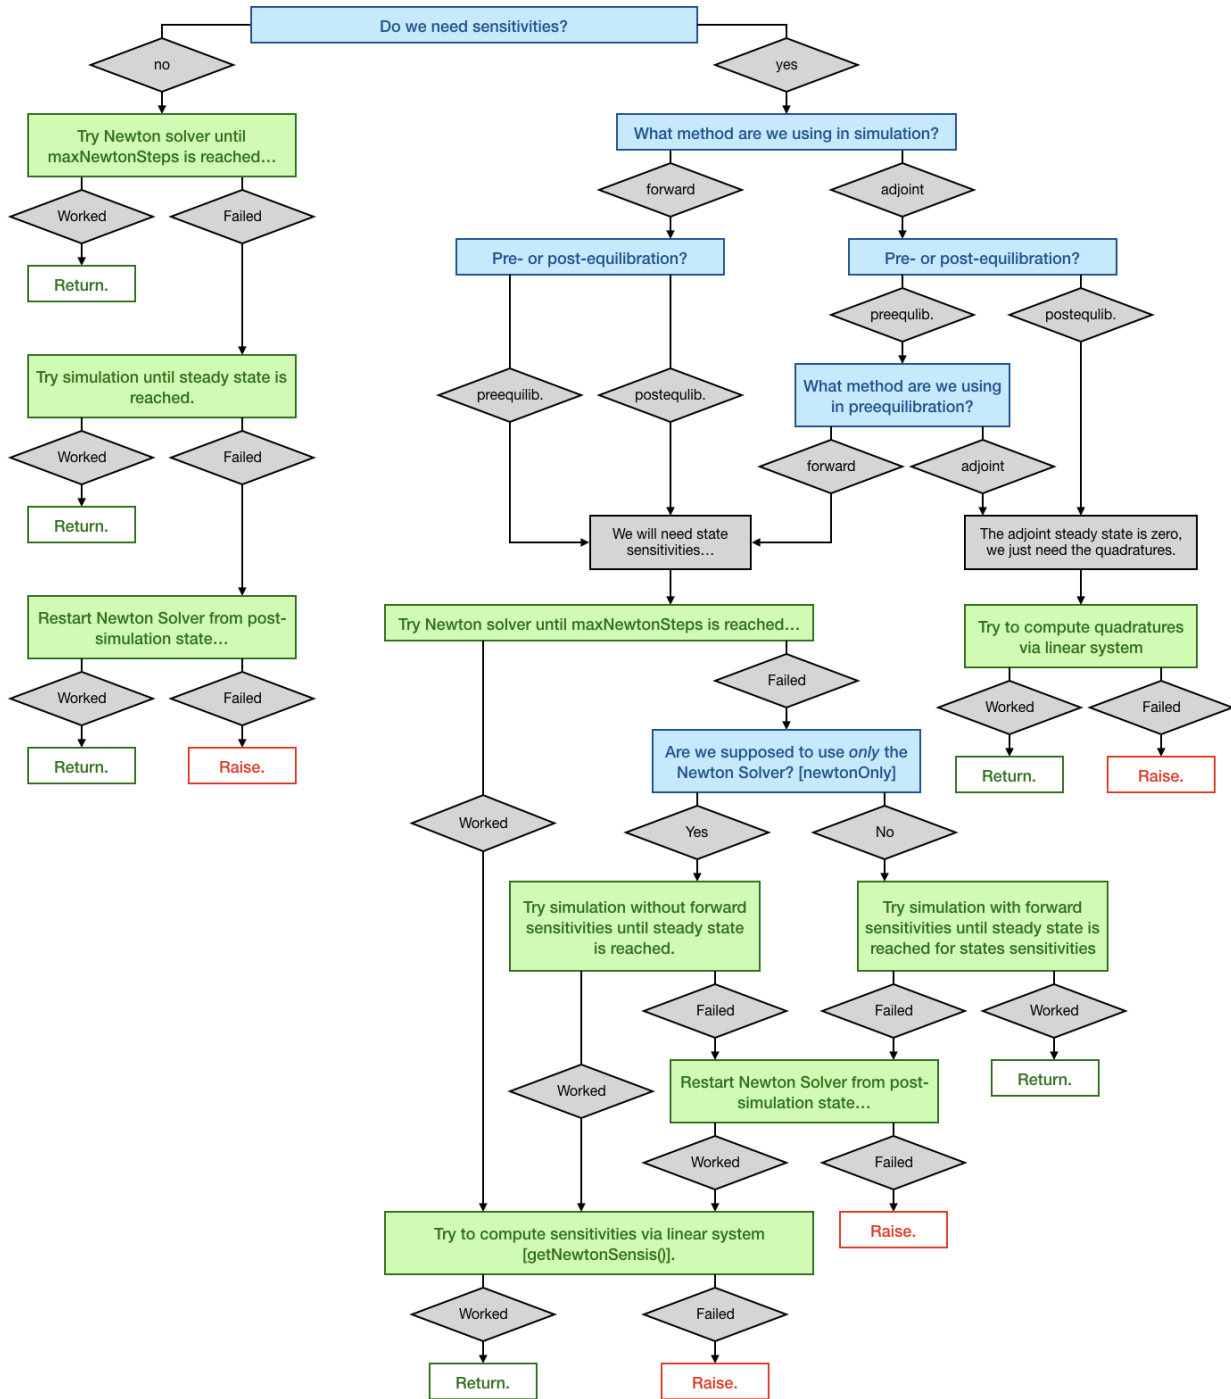 Do we need sensitivities?
no
yes
Try Newton solver until
maxNewtonSteps is reached…
What method are we using in simulation?
Worked
Failed
forward
adjoint
Return.
Pre- or post-equilibration?
Pre- or post-equilibration?
preequlib.
postequlib.
Try simulation until steady state is
reached.
What method are we using
in preequilibration?
preequilib.
postequlib.
Worked
Failed
forward
adjoint
Return.
We will need state
sensitivities…
The adjoint steady state is zero,
we just need the quadratures.
Restart Newton Solver from post-
simulation state…
Try Newton solver until maxNewtonSteps is reached…
Try to compute quadratures
via linear system
Worked
Failed
Failed
Worked
Failed
Return.
Raise.
Are we supposed to use only the
Newton Solver? [newtonOnly]
Return.
Raise.
Worked
Yes
No
Try simulation without forward
sensitivities until steady state
is reached.
Try simulation with forward
sensitivities until steady state is
reached for states sensitivities
Failed
Failed
Worked
Worked
Restart Newton Solver from post-
simulation state…
Return.
Worked
Failed
Try to compute sensitivities via linear system
[getNewtonSensis()].
Raise.
Worked
Failed
Return.
Raise.